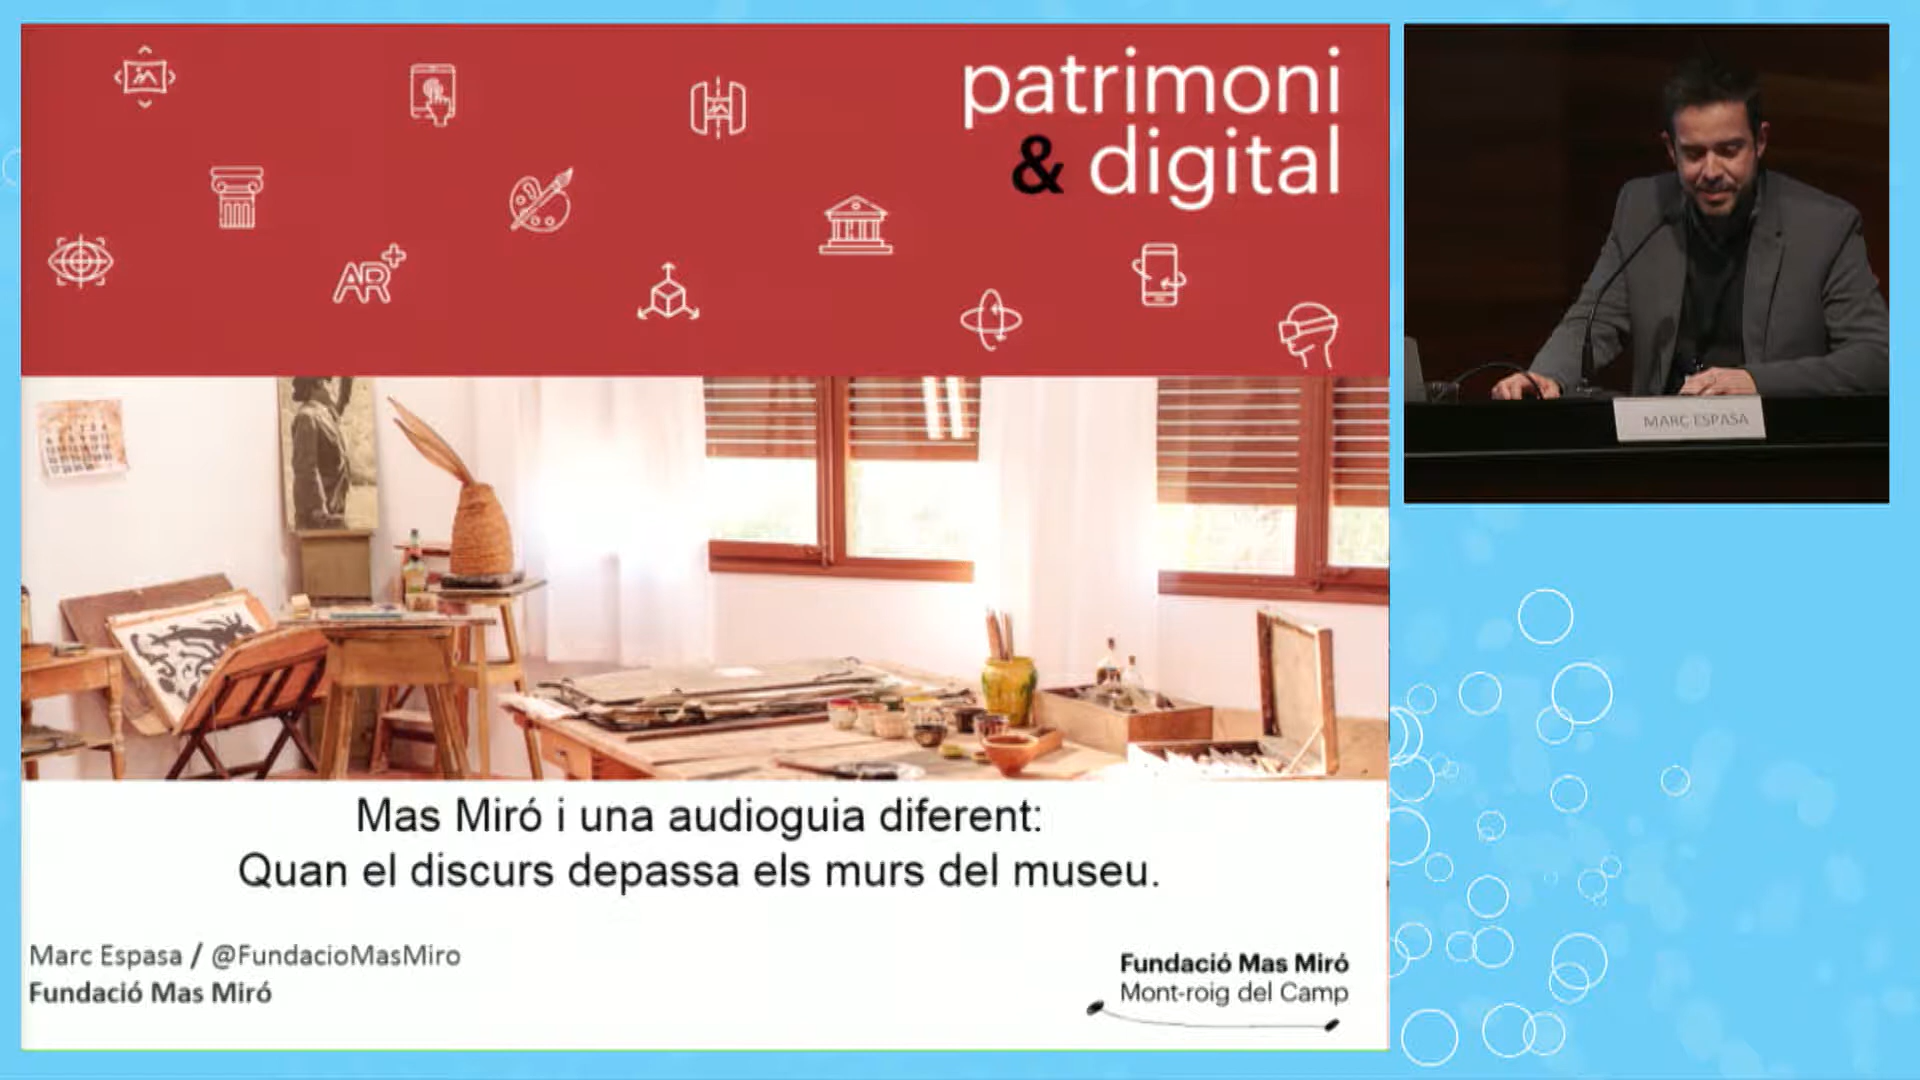 patrimoni
& digital
AR+
Mas Miró i una audioguia diferent:
Quan el discurs depassa els murs del museu.
Marc Espasa / @FundacioMasMiro
Fundació Mas Miró
Fundació Mas Miró
Mont-roig del Camp
MARC ESPASA